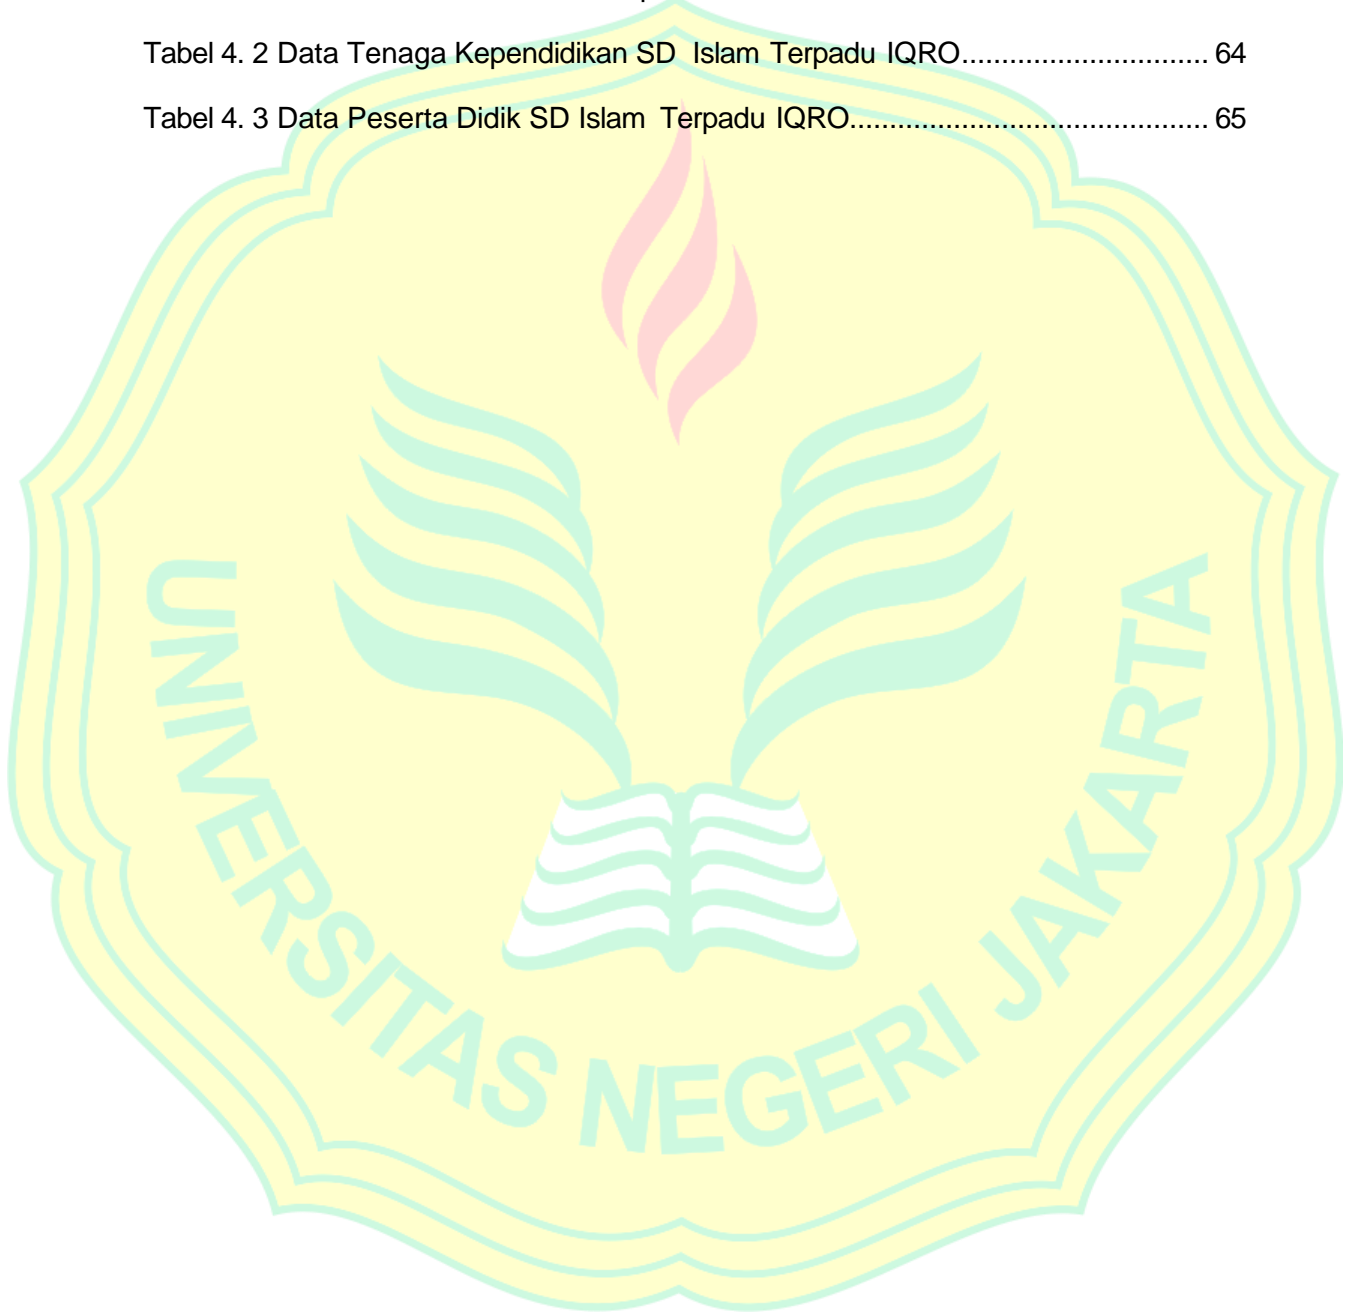 Tabel 4. 2 Data Tenaga Kependidikan SD Islam Terpadu IQRO............................... 64
Tabel 4. 3 Data Peserta Didik SD Islam Terpadu IQRO............................................. 65
UNIVERSITAS NEGERI JAKARTA